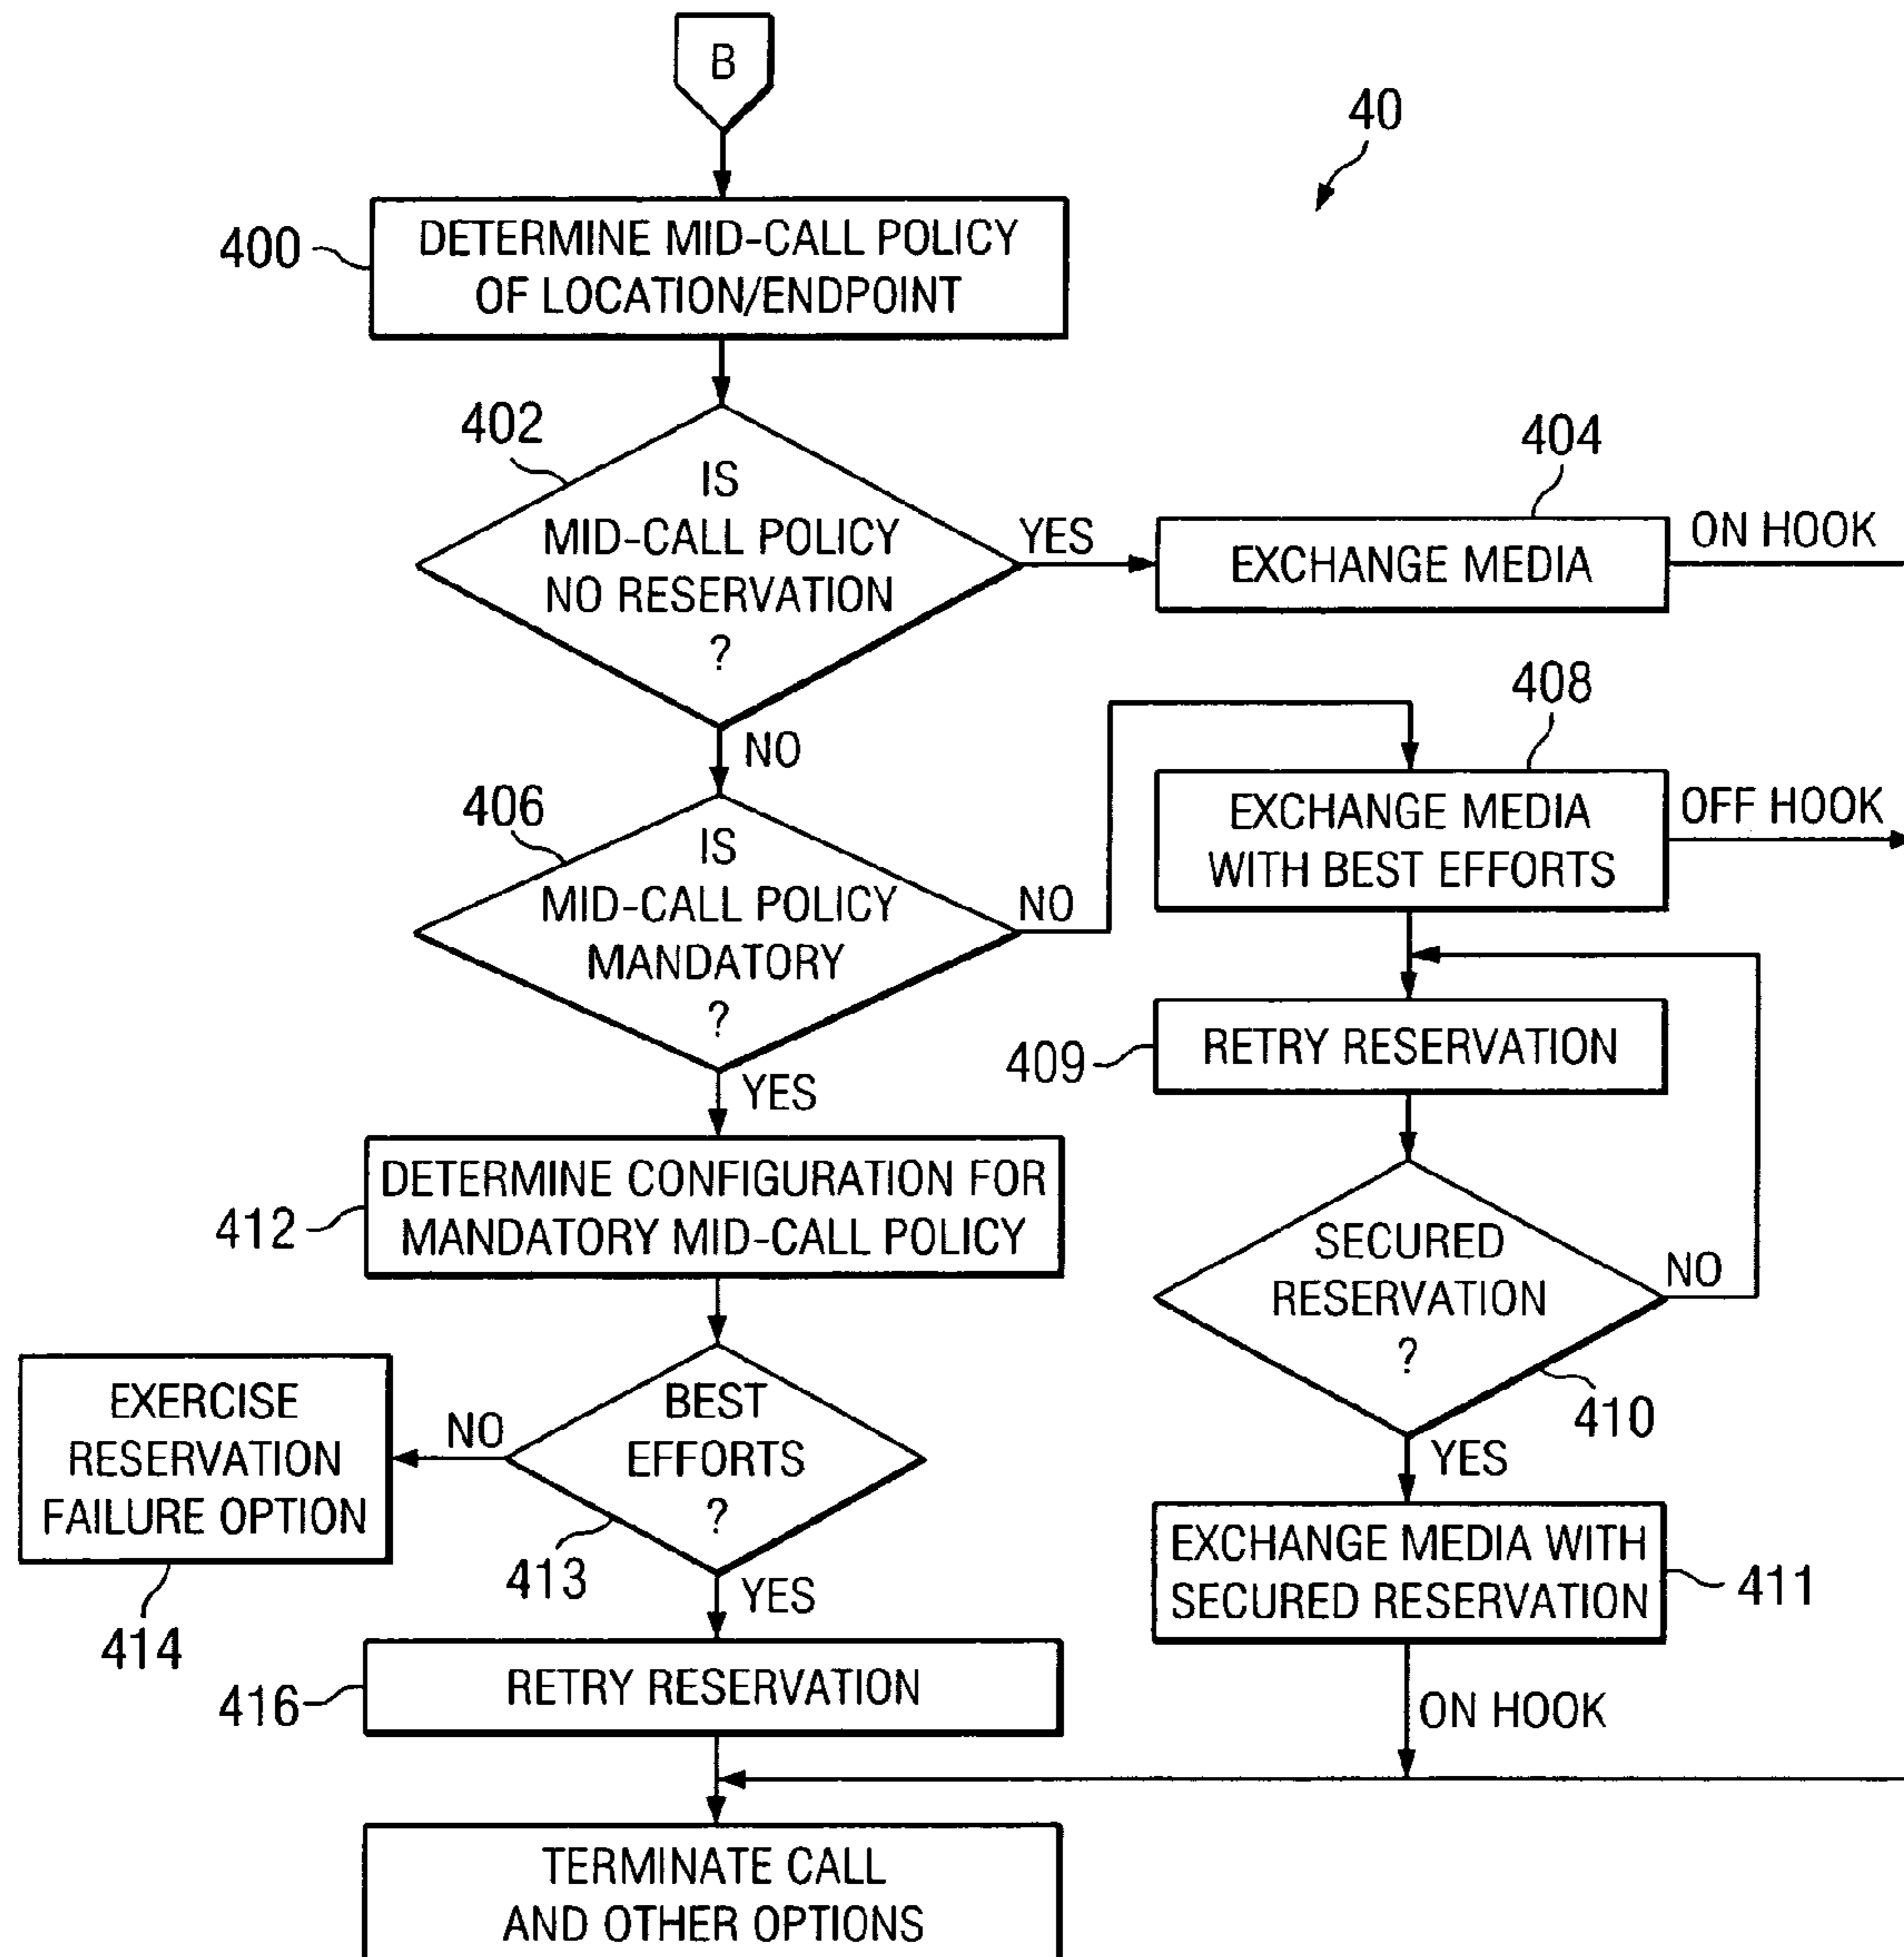 B
40
400
DETERMINE MID-CALL POLICY
OF LOCATION/ENDPOINT
402
IS
MID-CALL POLICY
NO RESERVATION
?
YES
404
EXCHANGE MEDIA
ON HOOK
NO
406
IS
MID-CALL POLICY
MANDATORY
?
NO
408
EXCHANGE MEDIA
WITH BEST EFFORTS
OFF HOOK
409
RETRY RESERVATION
YES
412
DETERMINE CONFIGURATION FOR
MANDATORY MID-CALL POLICY
SECURED
RESERVATION
?
NO
410
YES
EXERCISE
RESERVATION
FAILURE OPTION
414
NO
BEST
EFFORTS
?
413
YES
EXCHANGE MEDIA WITH
SECURED RESERVATION
411
416
RETRY RESERVATION
ON HOOK
TERMINATE CALL
AND OTHER OPTIONS